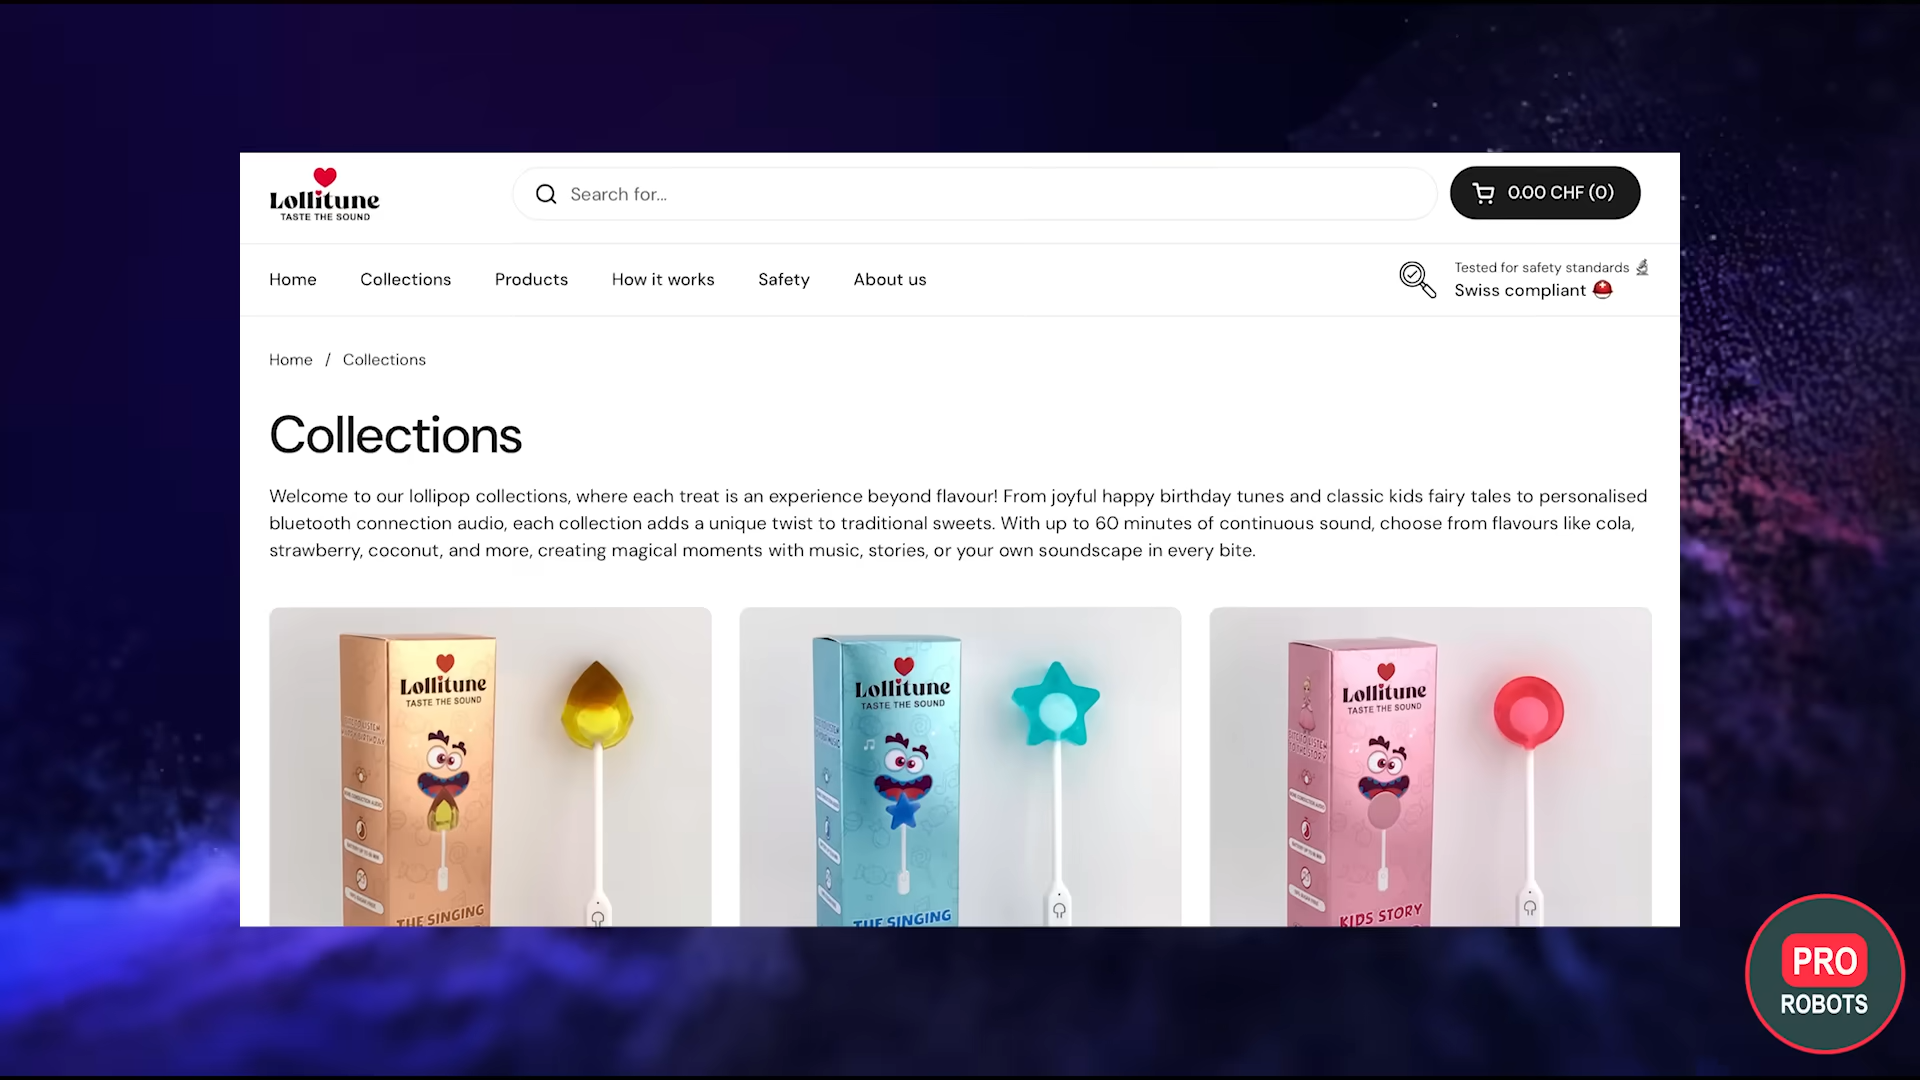 Lollitune
TASTE THE SOUND
Search for...
0.00 CHF (0)
Home
Collections
Products
How it works
Safety
About us
Tested for safety standards
Swiss compliant
Home / Collections
Collections
Welcome to our lollipop collections, where each treat is an experience beyond flavour! From joyful happy birthday tunes and classic kids fairy tales to personalised
bluetooth connection audio, each collection adds a unique twist to traditional sweets. With up to 60 minutes of continuous sound, choose from flavours like cola,
strawberry, coconut, and more, creating magical moments with music, stories, or your own soundscape in every bite.
Lollitune
TASTE THE SOUND
THE SINGING
Lollitune
TASTE THE SOUND
THE SINGING
Lollitune
TASTE THE SOUND
KIDS STORY
PRO
ROBOTS